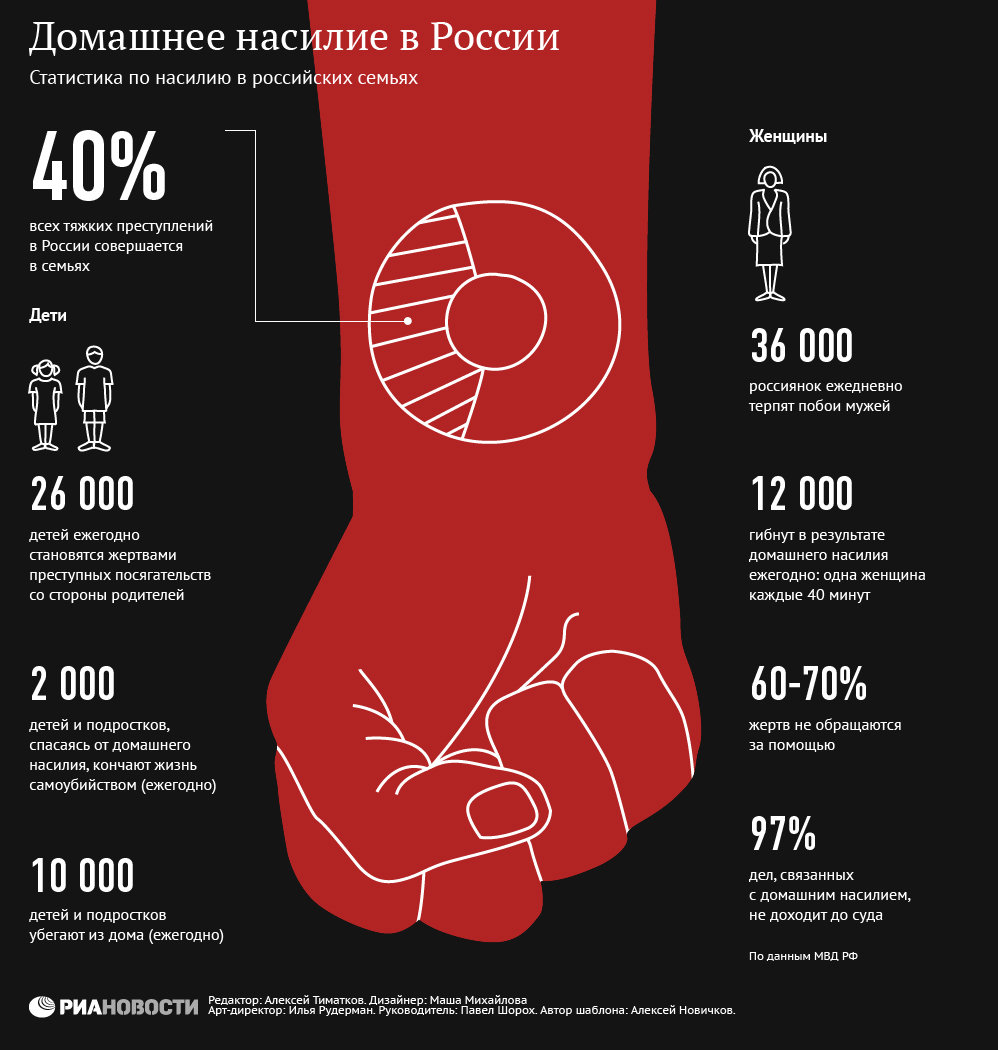 Домашнее насилие в России
Статистика по насилию в российских семьях
40%
всех тяжких преступлений
в России совершается
в семьях
Дети
26 000
детей ежегодно
становятся жертвами
преступных посягательств
со стороны родителей
2 000
детей и подростков,
спасаясь от домашнего
насилия, кончают жизнь
самоубийством (ежегодно)
10 000
детей и подростков
убегают из дома (ежегодно)
Женщины
36 000
россиянок ежедневно
терпят побои мужей
12 000
гибнут в результате
домашнего насилия
ежегодно: одна женщина
каждые 40 минут
60-70%
жертв не обращаются
за помощью
97%
дел, связанных
с домашним насилием,
не доходит до суда
По данным МВД РФ
РИАНОВОСТИ
Редактор: Алексей Тиматков. Дизайнер: Маша Михайлова
Арт-директор: Илья Рудерман. Руководитель: Павел Шорох. Автор шаблона: Алексей Новичков.